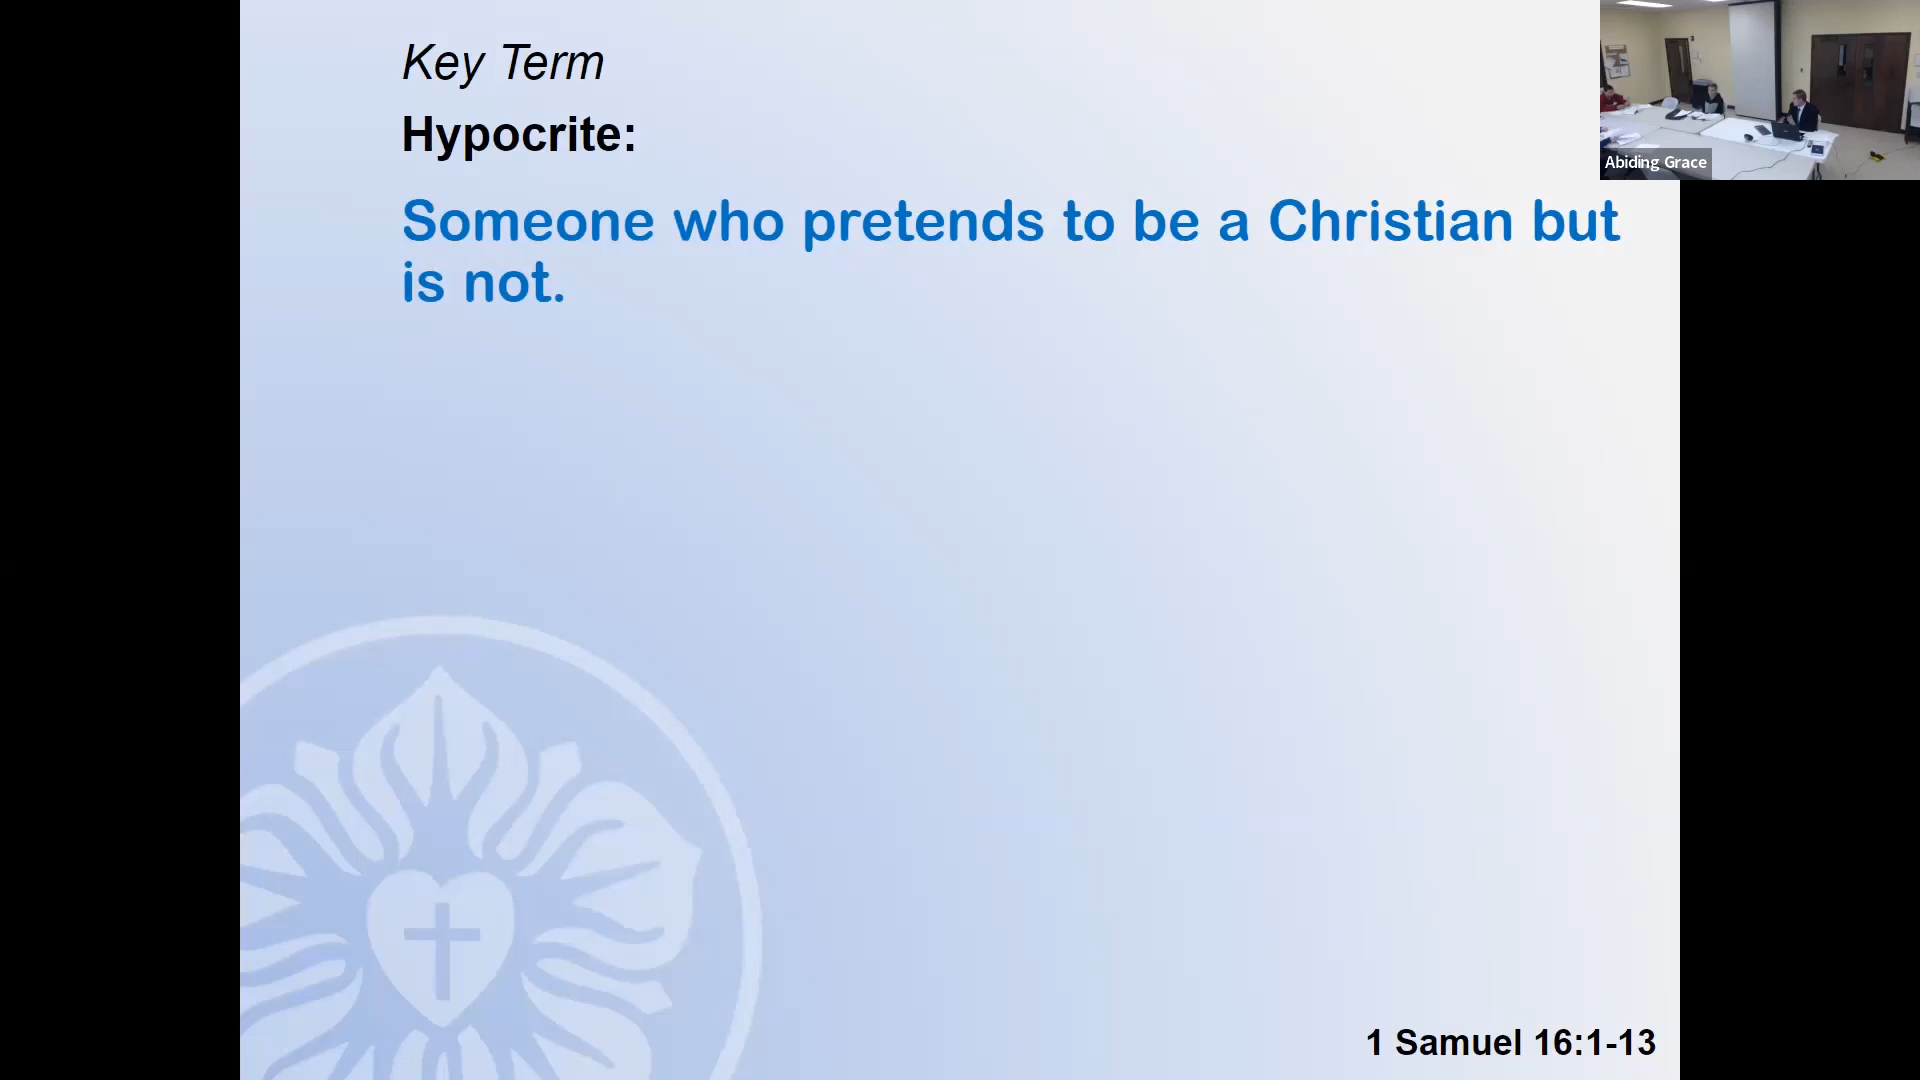 Key Term
Hypocrite:
Someone who pretends to be a Christian but
is not.
1 Samuel 16:1-13
Abiding Grace